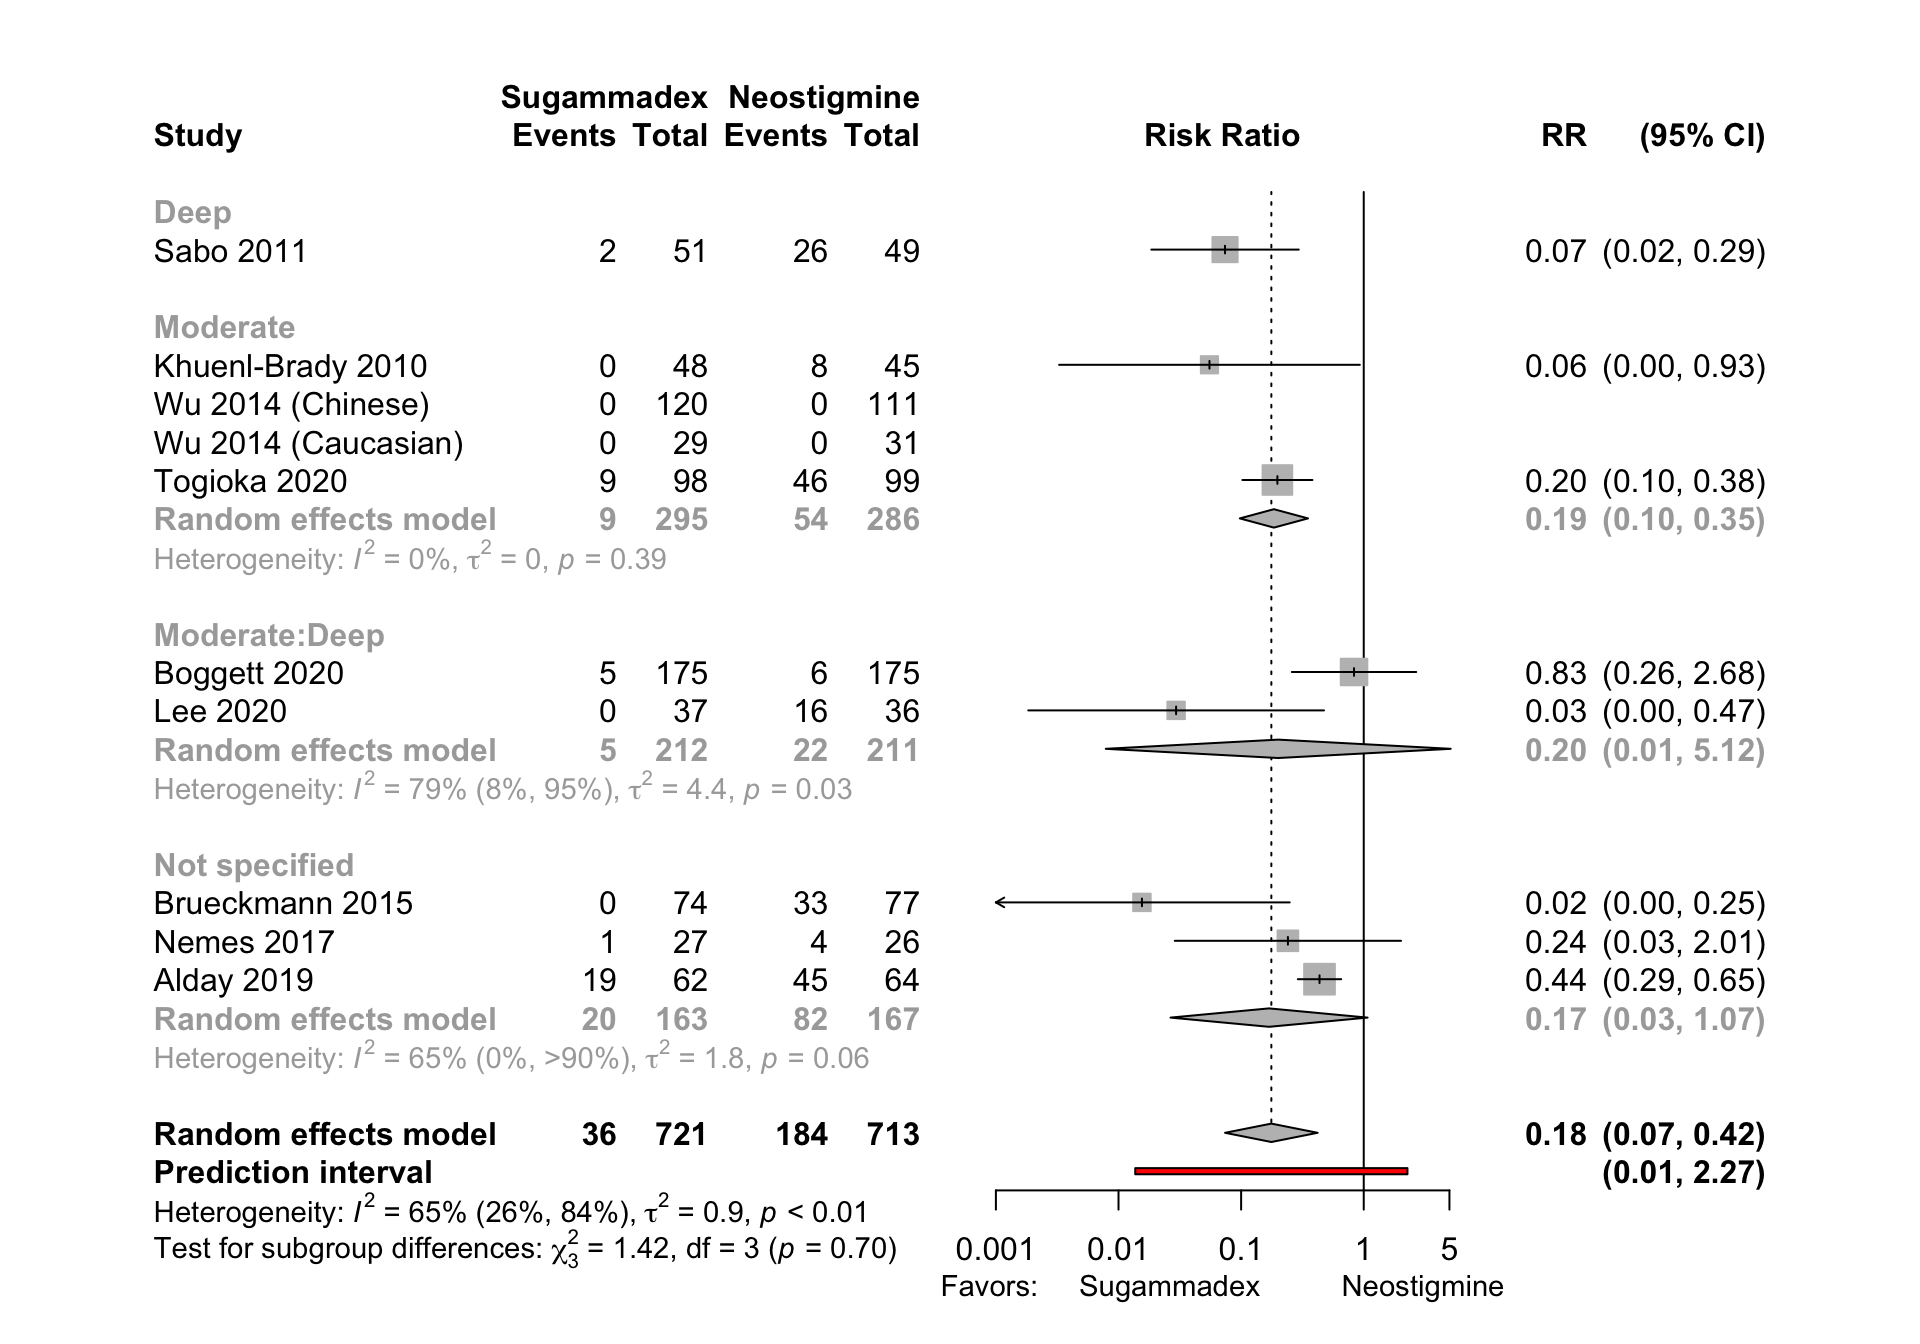 Sugammadex Neostigmine
Study Events Total Events Total Risk Ratio RR (95% CI)
Deep
Sabo 2011 2 51 26 49 0.07 (0.02, 0.29)
Moderate
Khuenl-Brady 2010 0 48 8 45 0.06 (0.00, 0.93)
Wu 2014 (Chinese) 0 120 0 111
Wu 2014 (Caucasian) 0 29 0 31
Togioka 2020 9 98 46 99 0.20 (0.10, 0.38)
Random effects model 9 295 54 286 0.19 (0.10, 0.35)
Heterogeneity: I² = 0%, τ² = 0, p = 0.39
Moderate:Deep
Boggett 2020 5 175 6 175 0.83 (0.26, 2.68)
Lee 2020 0 37 16 36 0.03 (0.00, 0.47)
Random effects model 5 212 22 211 0.20 (0.01, 5.12)
Heterogeneity: I² = 79% (8%, 95%), τ² = 4.4, p = 0.03
Not specified
Brueckmann 2015 0 74 33 77 0.02 (0.00, 0.25)
Nemes 2017 1 27 4 26 0.24 (0.03, 2.01)
Alday 2019 19 62 45 64 0.44 (0.29, 0.65)
Random effects model 20 163 82 167 0.17 (0.03, 1.07)
Heterogeneity: I² = 65% (0%, >90%), τ² = 1.8, p = 0.06
Random effects model 36 721 184 713 0.18 (0.07, 0.42)
Prediction interval (0.01, 2.27)
Heterogeneity: I² = 65% (26%, 84%), τ² = 0.9, p < 0.01
Test for subgroup differences: χ²₃ = 1.42, df = 3 (p = 0.70)
0.001 0.01 0.1 1 5
Favors: Sugammadex Neostigmine